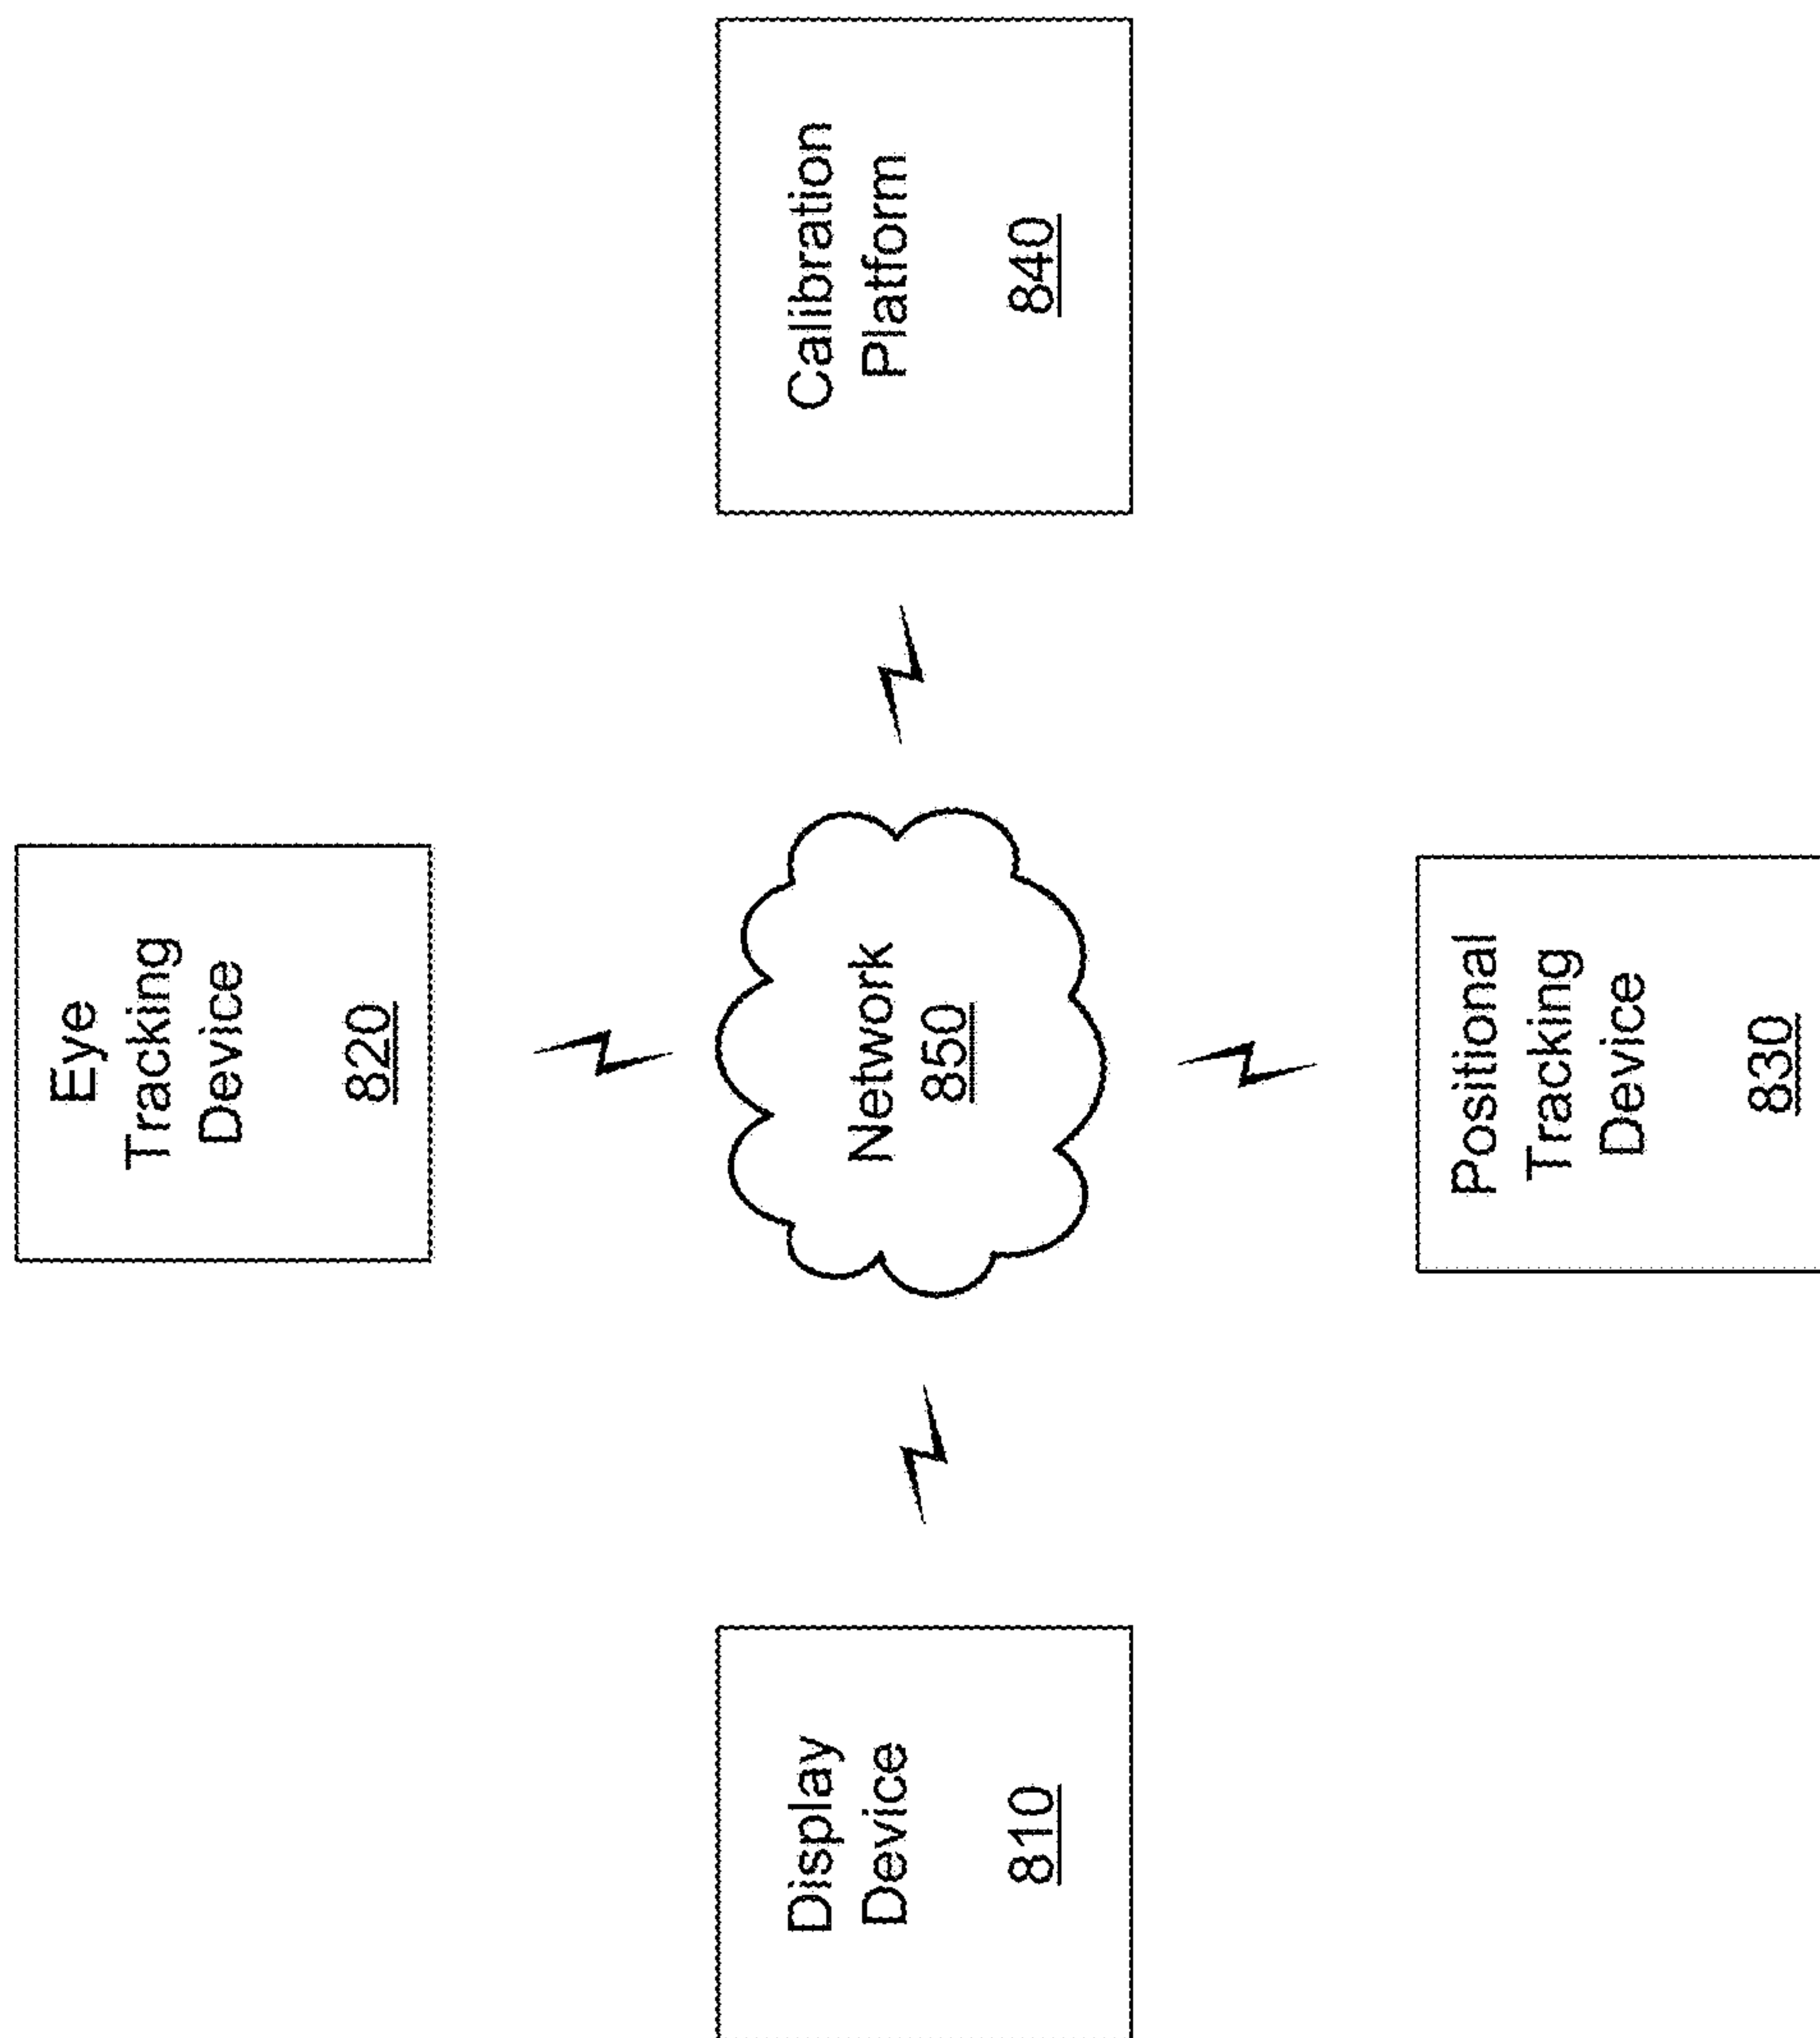 Eye
Tracking
Device
820
Display
Device
810
Network
850
Calibration
Platform
840
Positional
Tracking
Device
830